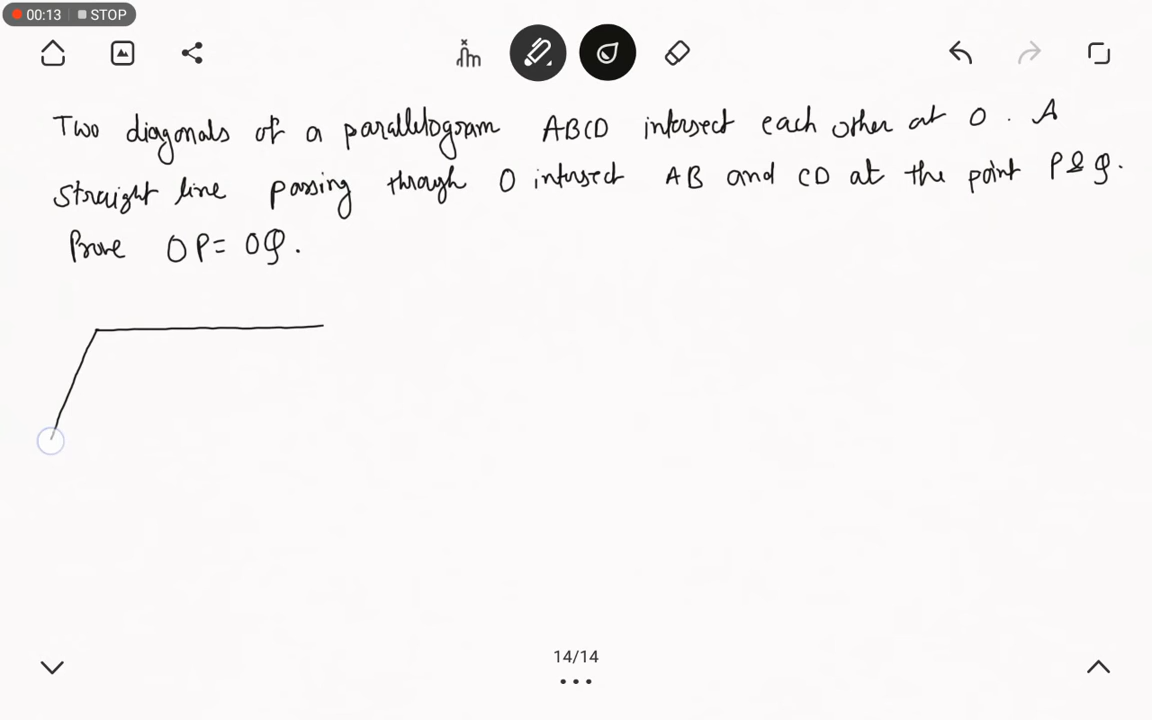 00:13 STOP
Two diagonals of a parallelogram ABCD intersect each other at O. A
straight line passing through O intersect AB and CD at the point P & Q.
Prove OP = OQ.
14/14